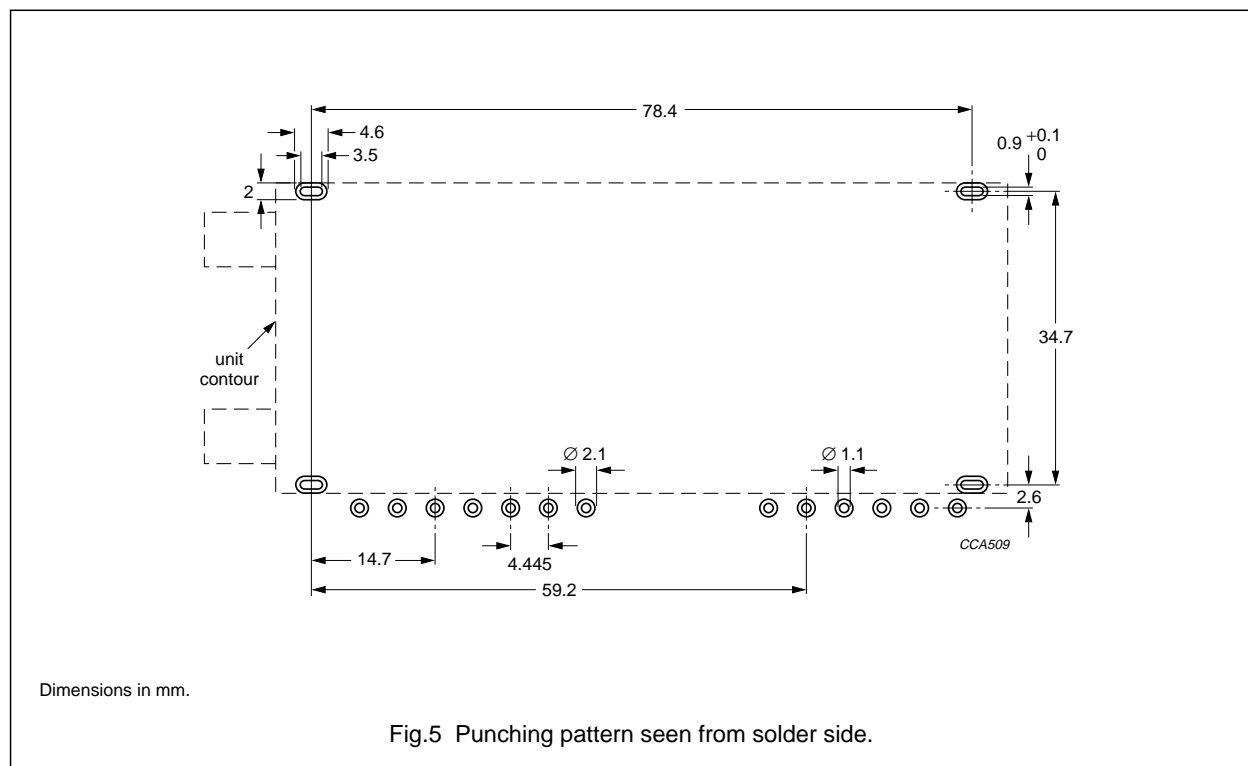 78.4
4.6
3.5
0.9 +0.1 0
2
34.7
unit
contour
∅ 2.1
∅ 1.1
2.6
CCA509
14.7
4.445
59.2
Dimensions in mm.
Fig.5 Punching pattern seen from solder side.